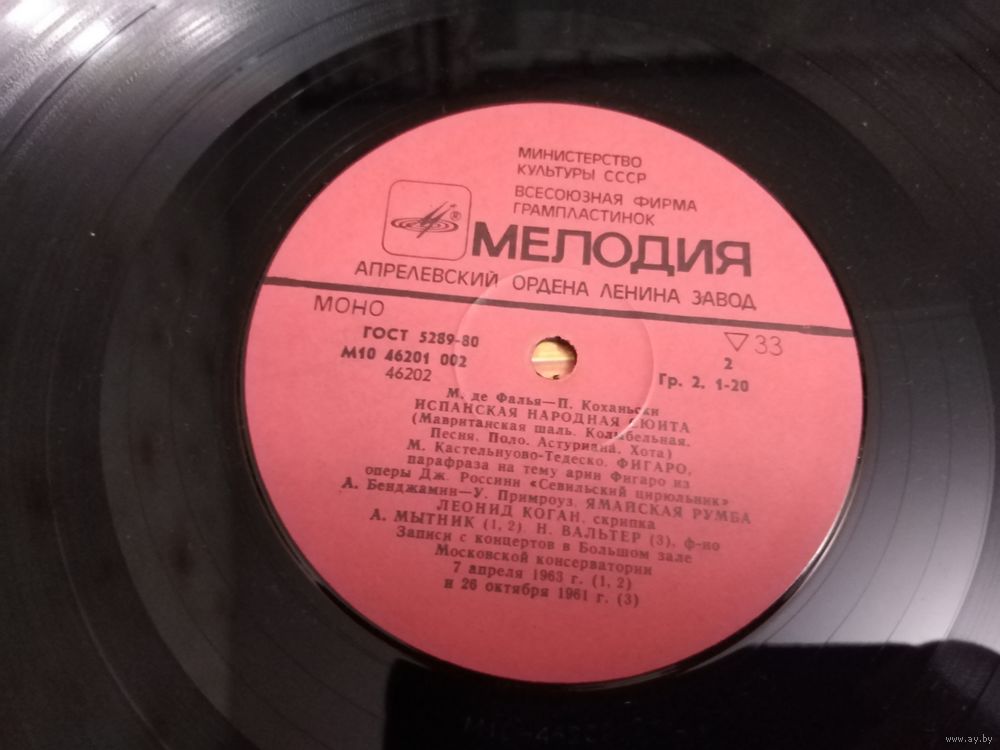 МИНИСТЕРСТВО
КУЛЬТУРЫ СССР
ВСЕСОЮЗНАЯ ФИРМА
ГРАМПЛАСТИНОК
®
МЕЛОДИЯ
АПРЕЛЕВСКИЙ ОРДЕНА ЛЕНИНА ЗАВОД
МОНО
ГОСТ 5289-80
▽ 33
М10 46201 002
2
46202
Гр. 2. 1-20
М. де Фалья—П. Коханьски
ИСПАНСКАЯ НАРОДНАЯ СЮИТА
(Мавританская шаль. Колыбельная.
Песня. Поло. Астуриана. Хота)
М. Кастельнуово-Тедеско. ФИГАРО,
парафраза на тему арии Фигаро из
оперы Дж. Россини «Севильский цирюльник»
А. Бенджамин—У. Примроуз. ЯМАЙСКАЯ РУМБА
ЛЕОНИД КОГАН, скрипка
А. МЫТНИК (1, 2), Н. ВАЛЬТЕР (3), ф-но
Записи с концертов в Большом зале
Московской консерватории
7 апреля 1963 г. (1, 2)
и 26 октября 1961 г. (3)
www.ay.by